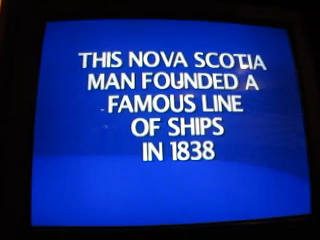 THIS NOVA SCOTIA
MAN FOUNDED A
FAMOUS LINE
OF SHIPS
IN 1838